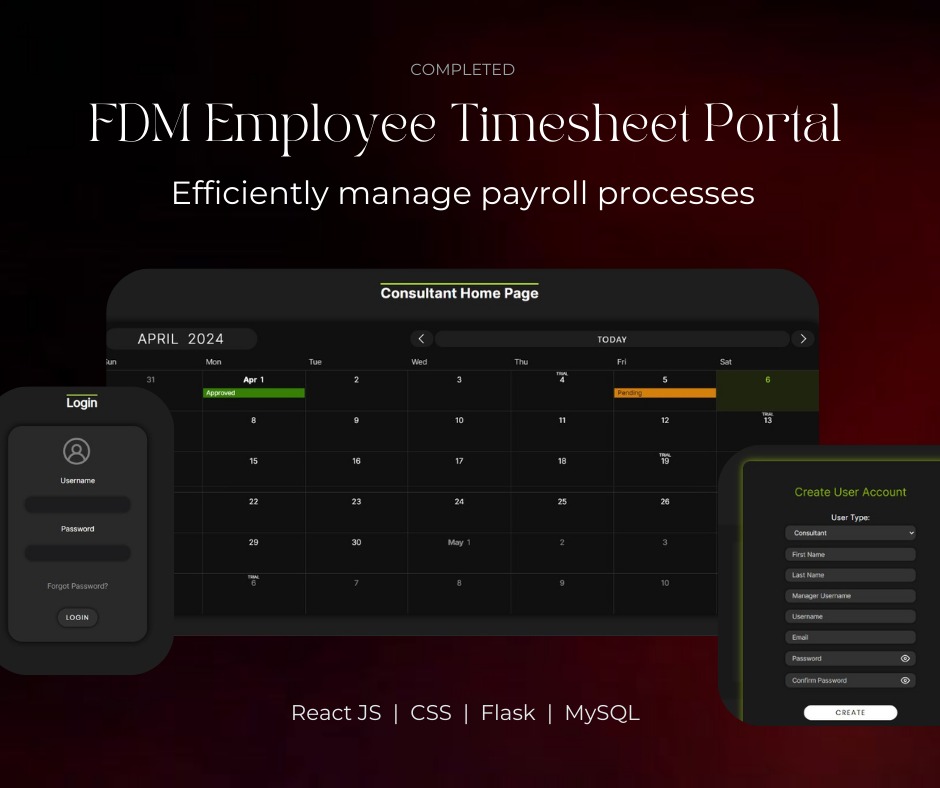 COMPLETED
FDM Employee Timesheet Portal
Efficiently manage payroll processes
Consultant Home Page
APRIL 2024
TODAY
Sun Mon Tue Wed Thu Fri Sat
31 Apr 1 2 3 TRIAL 4 5 6
Approved Pending
8 9 10 11 12 TRIAL 13
15 16 17 18 TRIAL 19
22 23 24 25 26
29 30 May 1 2 3
TRIAL 6 7 8 9 10
Login
Username
Password
Forgot Password?
LOGIN
Create User Account
User Type:
Consultant
First Name
Last Name
Manager Username
Username
Email
Password
Confirm Password
CREATE
React JS | CSS | Flask | MySQL